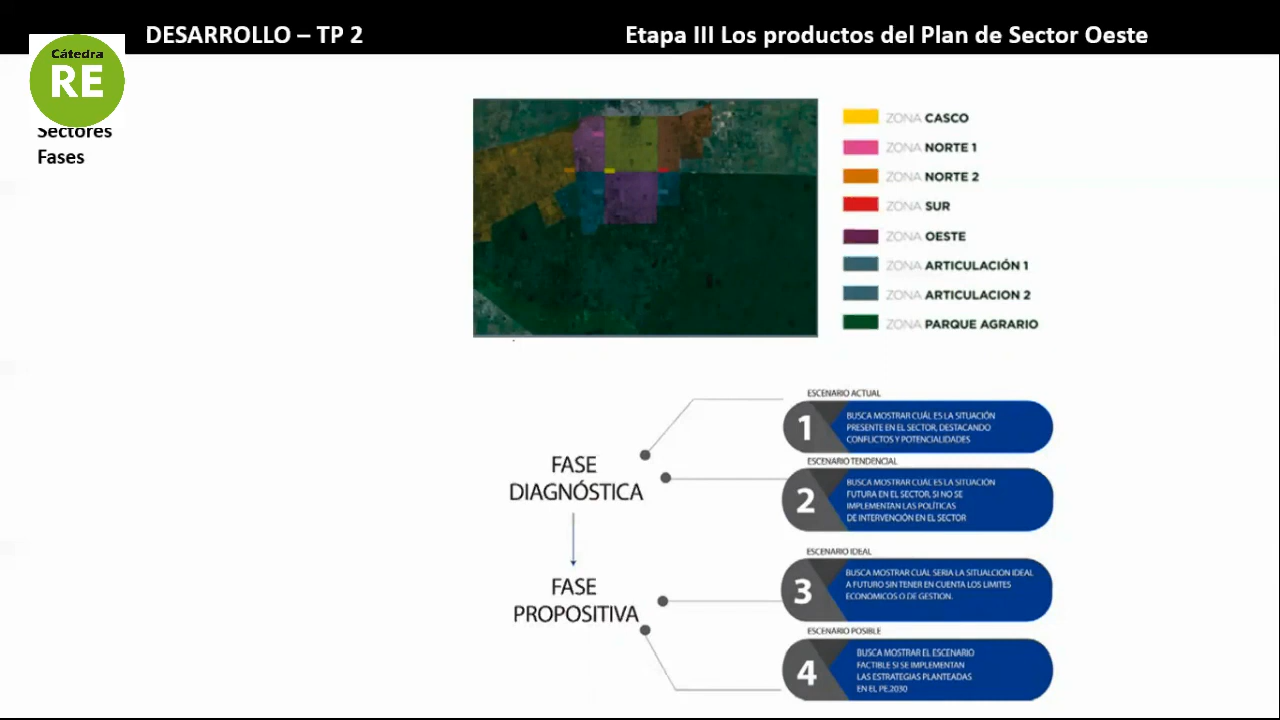 DESARROLLO – TP 2
Etapa III Los productos del Plan de Sector Oeste
Cátedra
RE
Sectores
Fases
ZONA CASCO
ZONA NORTE 1
ZONA NORTE 2
ZONA SUR
ZONA OESTE
ZONA ARTICULACIÓN 1
ZONA ARTICULACION 2
ZONA PARQUE AGRARIO
FASE
DIAGNÓSTICA
ESCENARIO ACTUAL
1
BUSCA MOSTRAR CUÁL ES LA SITUACIÓN
PRESENTE EN EL SECTOR, DESTACANDO
CONFLICTOS Y POTENCIALIDADES
ESCENARIO TENDENCIAL
2
BUSCA MOSTRAR CUÁL ES LA SITUACIÓN
FUTURA EN EL SECTOR, SI NO SE
IMPLEMENTAN LAS POLÍTICAS
DE INTERVENCIÓN EN EL SECTOR
FASE
PROPOSITIVA
ESCENARIO IDEAL
3
BUSCA MOSTRAR CUÁL SERIA LA SITUALCION IDEAL
A FUTURO SIN TENER EN CUENTA LOS LIMITES
ECONOMICOS O DE GESTION.
ESCENARIO POSIBLE
4
BUSCA MOSTRAR EL ESCENARIO
FACTIBLE SI SE IMPLEMENTAN
LAS ESTRATEGIAS PLANTEADAS
EN EL PE.2030